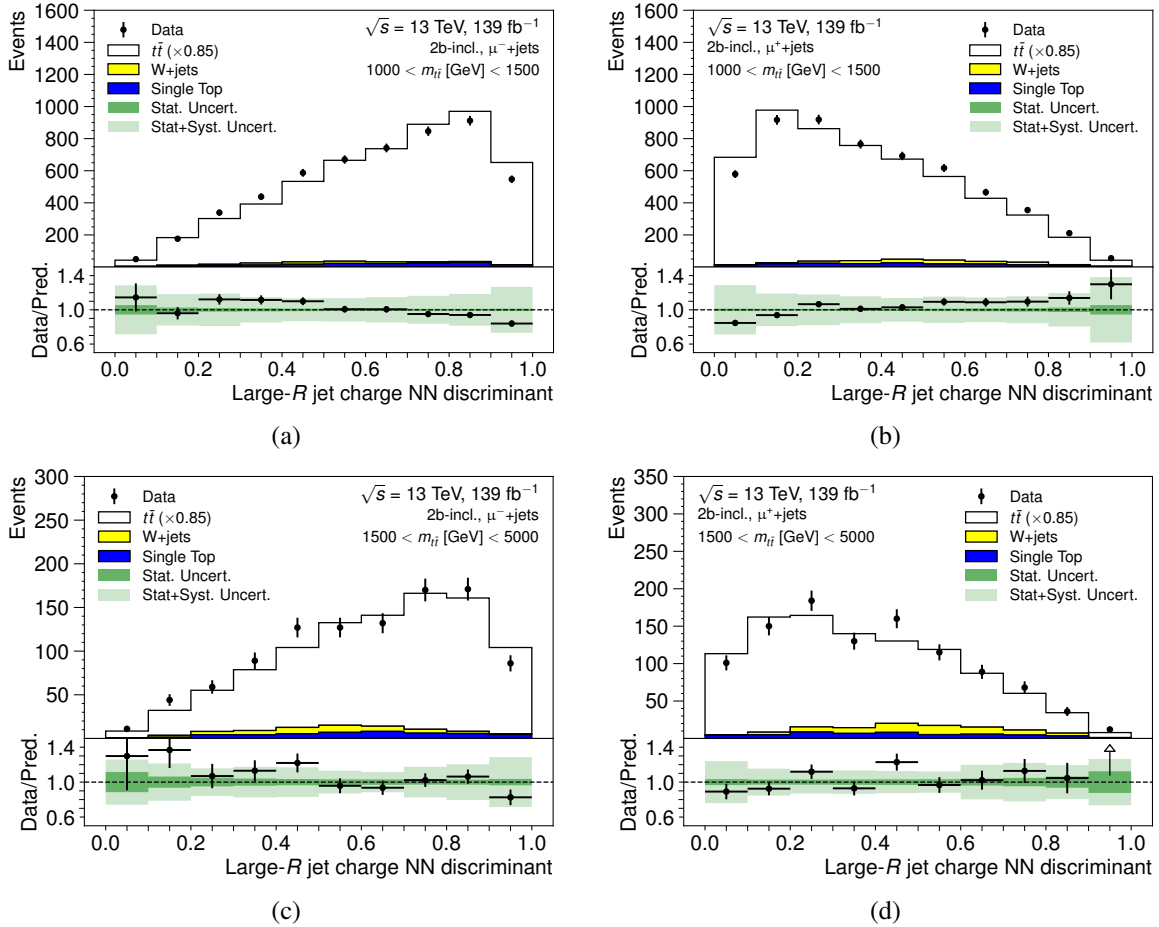 Events
1600
1400
1200
1000
800
600
400
200
Data
tt̄ (×0.85)
W+jets
Single Top
Stat. Uncert.
Stat+Syst. Uncert.
√s = 13 TeV, 139 fb⁻¹
2b-incl., μ⁻+jets
1000 < m_tt̄ [GeV] < 1500
Data/Pred.
1.4
1.0
0.6
0.0 0.2 0.4 0.6 0.8 1.0
Large-R jet charge NN discriminant
(a)
Events
1600
1400
1200
1000
800
600
400
200
√s = 13 TeV, 139 fb⁻¹
2b-incl., μ⁺+jets
1000 < m_tt̄ [GeV] < 1500
Data
tt̄ (×0.85)
W+jets
Single Top
Stat. Uncert.
Stat+Syst. Uncert.
Data/Pred.
1.4
1.0
0.6
0.0 0.2 0.4 0.6 0.8 1.0
Large-R jet charge NN discriminant
(b)
Events
300
250
200
150
100
50
Data
tt̄ (×0.85)
W+jets
Single Top
Stat. Uncert.
Stat+Syst. Uncert.
√s = 13 TeV, 139 fb⁻¹
2b-incl., μ⁻+jets
1500 < m_tt̄ [GeV] < 5000
Data/Pred.
1.4
1.0
0.6
0.0 0.2 0.4 0.6 0.8 1.0
Large-R jet charge NN discriminant
(c)
Events
350
300
250
200
150
100
50
√s = 13 TeV, 139 fb⁻¹
2b-incl., μ⁺+jets
1500 < m_tt̄ [GeV] < 5000
Data
tt̄ (×0.85)
W+jets
Single Top
Stat. Uncert.
Stat+Syst. Uncert.
Data/Pred.
1.4
1.0
0.6
0.0 0.2 0.4 0.6 0.8 1.0
Large-R jet charge NN discriminant
(d)